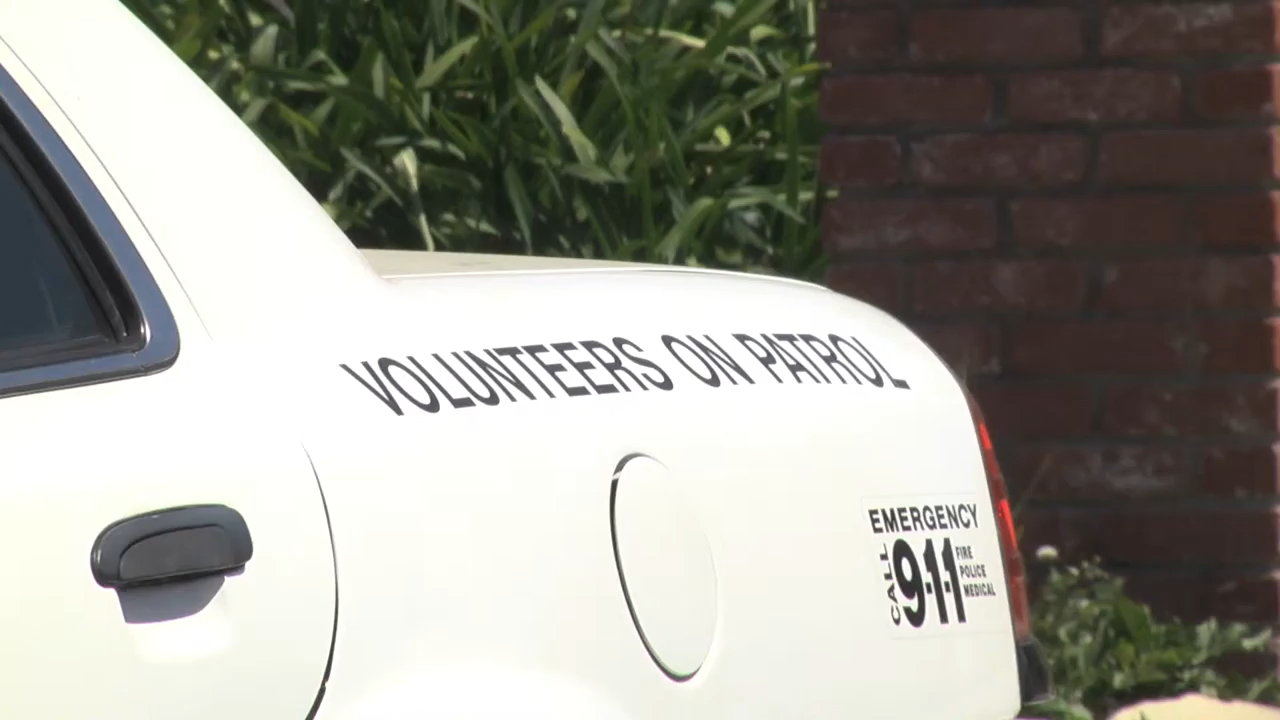 VOLUNTEERS ON PATROL
EMERGENCY
CALL
9-1-1
FIRE
POLICE
MEDICAL